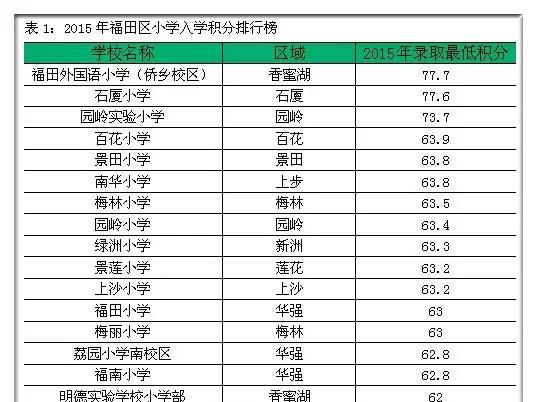 表 1：2015 年福田区小学入学积分排行榜
学校名称 区域 2015年录取最低积分
福田外国语小学（侨乡校区） 香蜜湖 77.7
石厦小学 石厦 77.6
园岭实验小学 园岭 73.7
百花小学 百花 63.9
景田小学 景田 63.8
南华小学 上步 63.8
梅林小学 梅林 63.5
园岭小学 园岭 63.4
绿洲小学 新洲 63.3
景莲小学 莲花 63.2
上沙小学 上沙 63.2
福田小学 华强 63
梅丽小学 梅林 63
荔园小学南校区 华强 62.8
福南小学 华强 62.8
明德实验学校小学部 香蜜湖 62